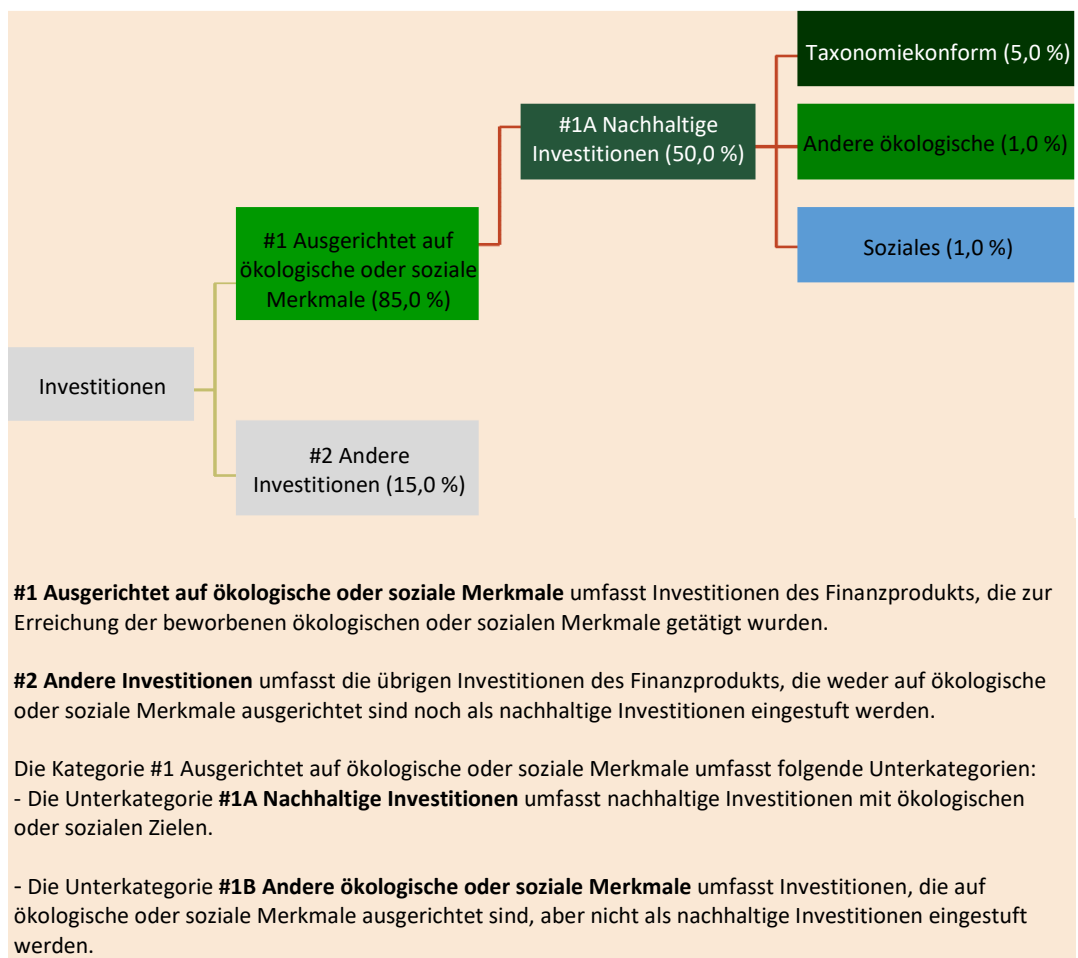 Taxonomiekonform (5,0 %)
#1A Nachhaltige
Investitionen (50,0 %)
Andere ökologische (1,0 %)
#1 Ausgerichtet auf
ökologische oder soziale
Merkmale (85,0 %)
Soziales (1,0 %)
Investitionen
#2 Andere
Investitionen (15,0 %)
#1 Ausgerichtet auf ökologische oder soziale Merkmale umfasst Investitionen des Finanzprodukts, die zur
Erreichung der beworbenen ökologischen oder sozialen Merkmale getätigt wurden.
#2 Andere Investitionen umfasst die übrigen Investitionen des Finanzprodukts, die weder auf ökologische
oder soziale Merkmale ausgerichtet sind noch als nachhaltige Investitionen eingestuft werden.
Die Kategorie #1 Ausgerichtet auf ökologische oder soziale Merkmale umfasst folgende Unterkategorien:
- Die Unterkategorie #1A Nachhaltige Investitionen umfasst nachhaltige Investitionen mit ökologischen
oder sozialen Zielen.
- Die Unterkategorie #1B Andere ökologische oder soziale Merkmale umfasst Investitionen, die auf
ökologische oder soziale Merkmale ausgerichtet sind, aber nicht als nachhaltige Investitionen eingestuft
werden.